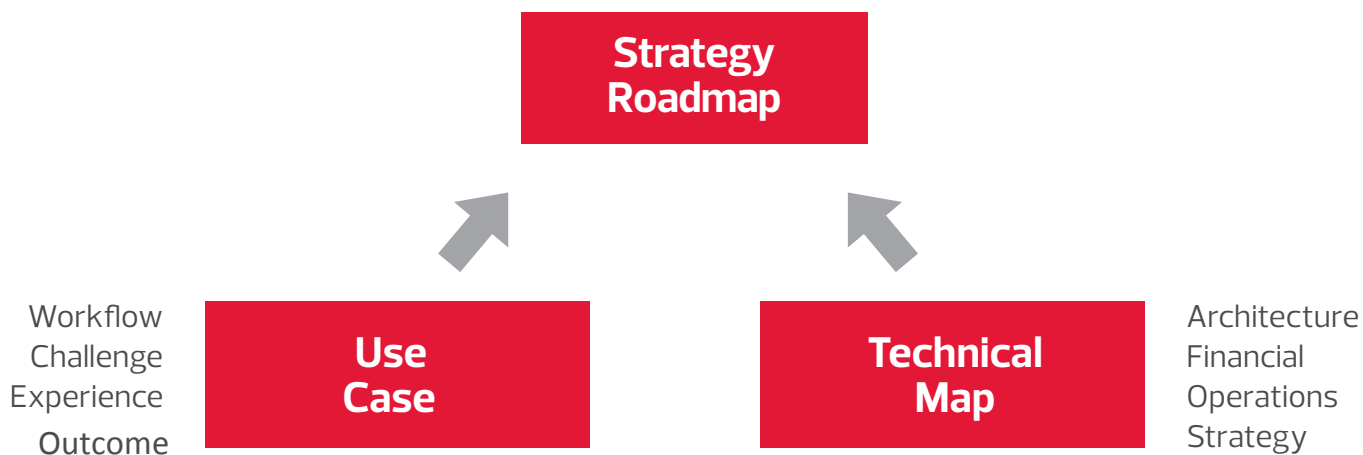 Strategy
Roadmap
Workflow
Challenge
Experience
Outcome
Use
Case
Technical
Map
Architecture
Financial
Operations
Strategy